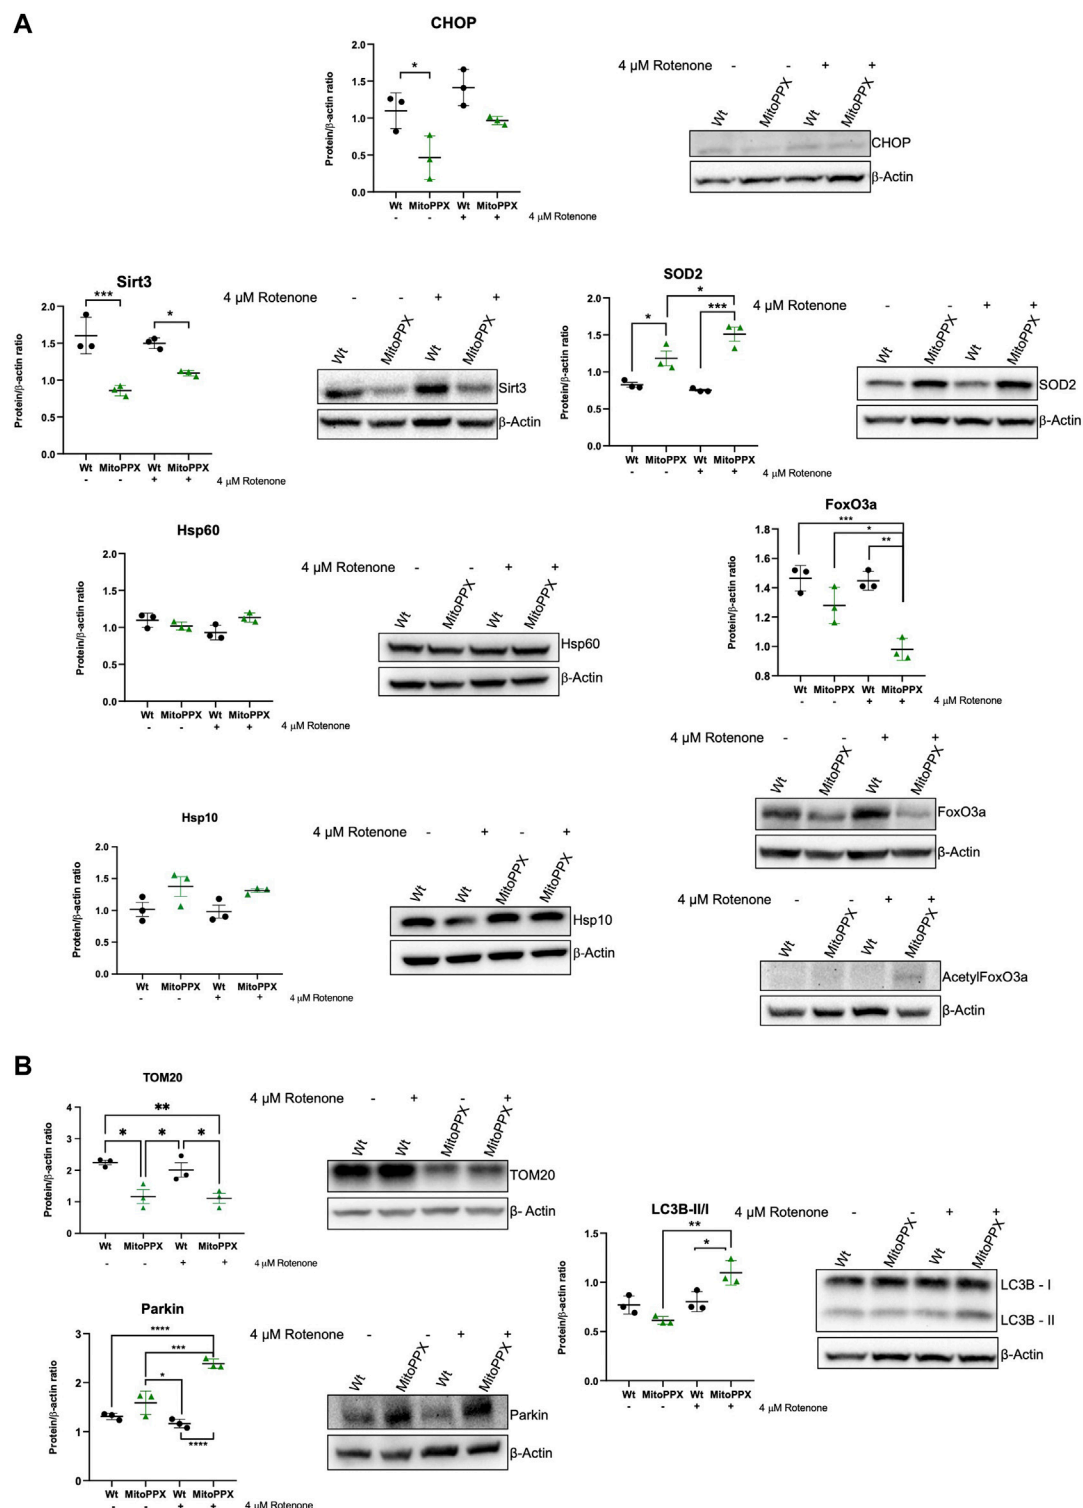 A
CHOP
Protein/β-actin ratio
2.0
1.5
1.0
0.5
0.0
*
Wt MitoPPX Wt MitoPPX
- - + + 4 μM Rotenone
4 μM Rotenone - - + +
Wt MitoPPX Wt MitoPPX
CHOP
β-Actin
Sirt3
Protein/β-actin ratio
2.0
1.5
1.0
0.5
0.0
*** *
Wt MitoPPX Wt MitoPPX
- - + + 4 μM Rotenone
4 μM Rotenone - - + +
Wt MitoPPX Wt MitoPPX
Sirt3
β-Actin
SOD2
Protein/β-actin ratio
2.0
1.5
1.0
0.5
0.0
*
* ***
Wt MitoPPX Wt MitoPPX
- - + +
4 μM Rotenone
4 μM Rotenone - - + +
Wt MitoPPX Wt MitoPPX
SOD2
β-Actin
Hsp60
Protein/β-actin ratio
2.0
1.5
1.0
0.5
0.0
Wt MitoPPX Wt MitoPPX
- - + + 4 μM Rotenone
4 μM Rotenone - - + +
Wt MitoPPX Wt MitoPPX
Hsp60
β-Actin
FoxO3a
Protein/β-actin ratio
1.8
1.6
1.4
1.2
1.0
0.8
***
*
**
Wt MitoPPX Wt MitoPPX
- - + + 4 μM Rotenone
4 μM Rotenone - - + +
Wt MitoPPX Wt MitoPPX
FoxO3a
β-Actin
Hsp10
Protein/β-actin ratio
2.0
1.5
1.0
0.5
0.0
Wt MitoPPX Wt MitoPPX
- - + + 4 μM Rotenone
4 μM Rotenone - + - +
Wt Wt MitoPPX MitoPPX
Hsp10
β-Actin
4 μM Rotenone - - + +
Wt MitoPPX Wt MitoPPX
AcetylFoxO3a
β-Actin
B
TOM20
Protein/β-actin ratio
4
3
2
1
0
**
* * *
Wt MitoPPX Wt MitoPPX
- - + + 4 μM Rotenone
4 μM Rotenone - + - +
Wt Wt MitoPPX MitoPPX
TOM20
β- Actin
LC3B-II/I
Protein/β-actin ratio
1.5
1.0
0.5
0.0
**
*
Wt MitoPPX Wt MitoPPX
- - + + 4 μM Rotenone
4 μM Rotenone - - + +
Wt MitoPPX Wt MitoPPX
LC3B - I
LC3B - II
β-Actin
Parkin
Protein/β-actin ratio
3
2
1
0
****
***
*
****
Wt MitoPPX Wt MitoPPX
- - + + 4 μM Rotenone
4 μM Rotenone - - + +
Wt MitoPPX Wt MitoPPX
Parkin
β-Actin